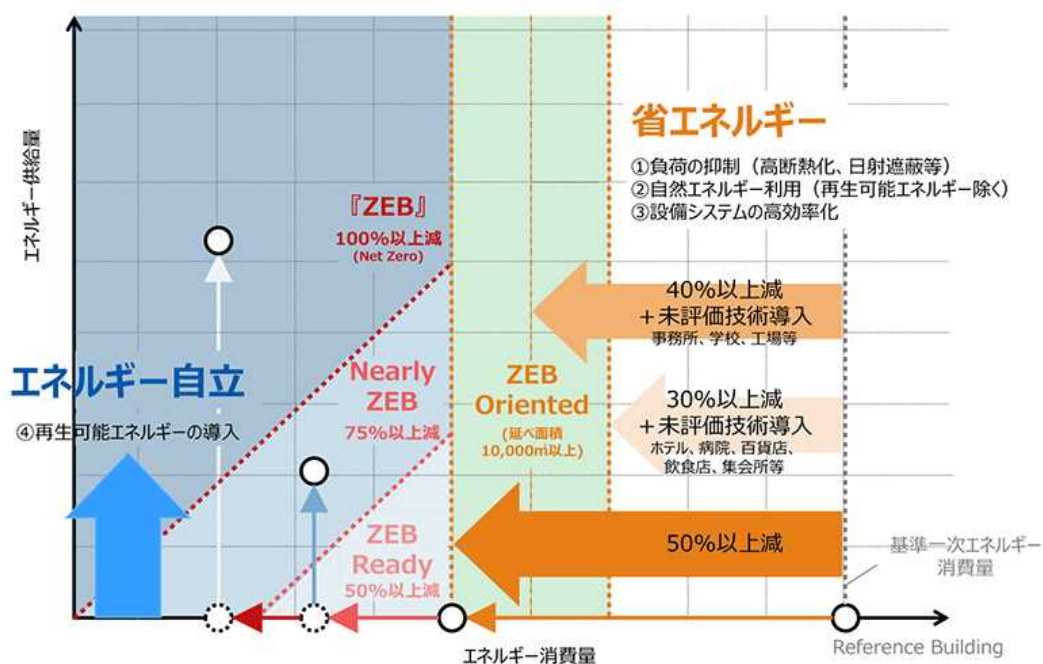 エネルギー供給量
省エネルギー
①負荷の抑制（高断熱化、日射遮蔽等）
②自然エネルギー利用（再生可能エネルギー除く）
③設備システムの高効率化
『ZEB』
100%以上減
(Net Zero)
40%以上減
＋未評価技術導入
事務所、学校、工場等
エネルギー自立
④再生可能エネルギーの導入
Nearly
ZEB
75%以上減
ZEB
Oriented
(延べ面積
10,000㎡以上)
30%以上減
＋未評価技術導入
ホテル、病院、百貨店、
飲食店、集会所等
ZEB
Ready
50%以上減
50%以上減
基準一次エネルギー
消費量
エネルギー消費量
Reference Building